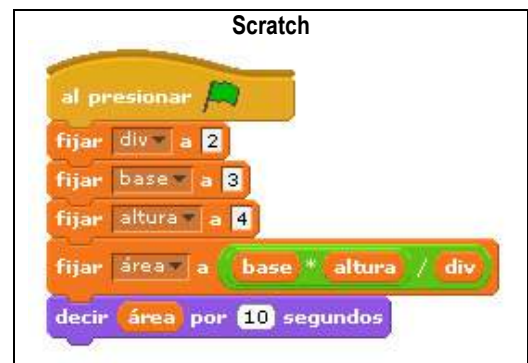 Scratch
al presionar
fijar div a 2
fijar base a 3
fijar altura a 4
fijar área a base * altura / div
decir área por 10 segundos